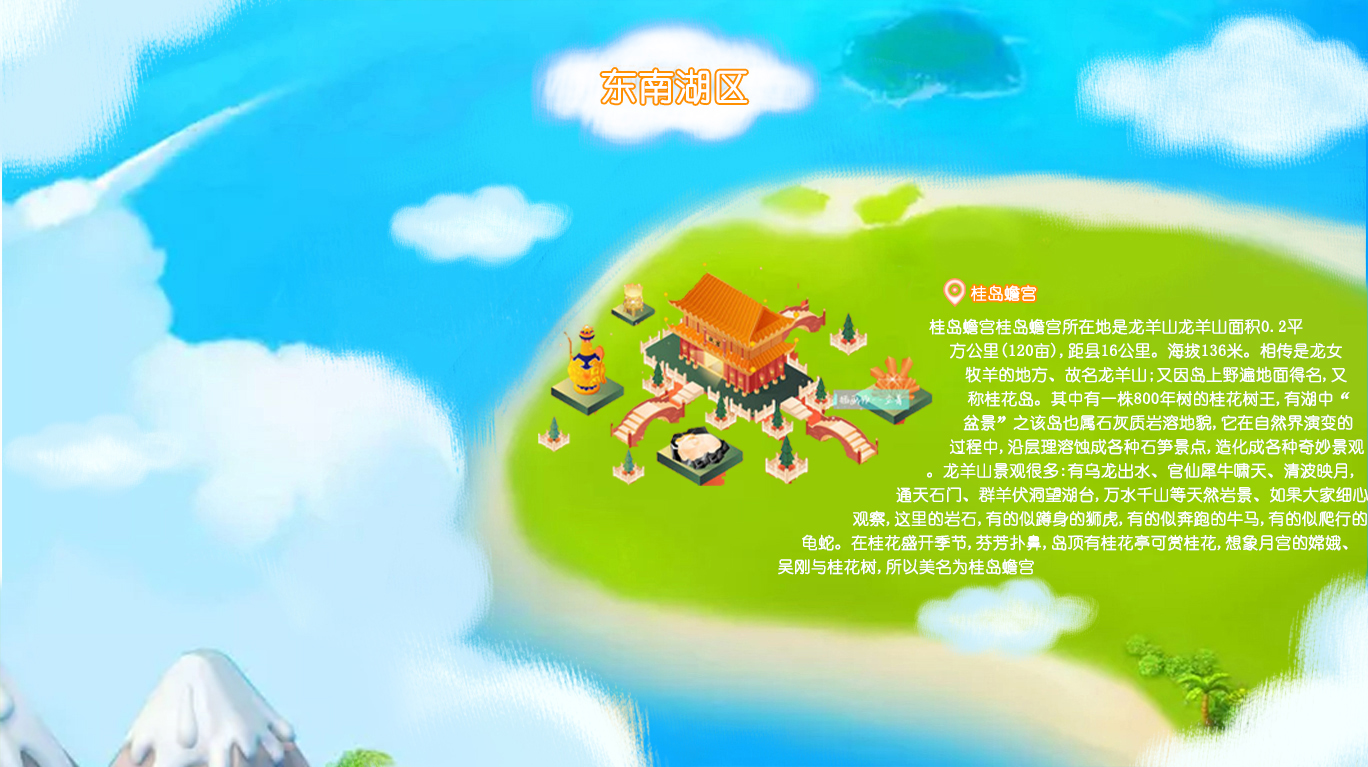 东南湖区
桂岛蟾宫
桂岛蟾宫桂岛蟾宫所在地是龙羊山龙羊山面积0.2平
方公里(120亩),距县16公里。海拔136米。相传是龙女
牧羊的地方、故名龙羊山;又因岛上野遍地面得名,又
称桂花岛。其中有一株800年树的桂花树王,有湖中“
盆景”之该岛也属石灰质岩溶地貌,它在自然界演变的
过程中,沿层理溶蚀成各种石笋景点,造化成各种奇妙景观
。龙羊山景观很多:有乌龙出水、官仙犀牛啸天、清波映月,
通天石门、群羊伏洞望湖台,万水千山等天然岩景、如果大家细心
观察,这里的岩石,有的似蹲身的狮虎,有的似奔跑的牛马,有的似爬行的
龟蛇。在桂花盛开季节,芬芳扑鼻,岛顶有桂花亭可赏桂花,想象月宫的嫦娥、
吴刚与桂花树,所以美名为桂岛蟾宫